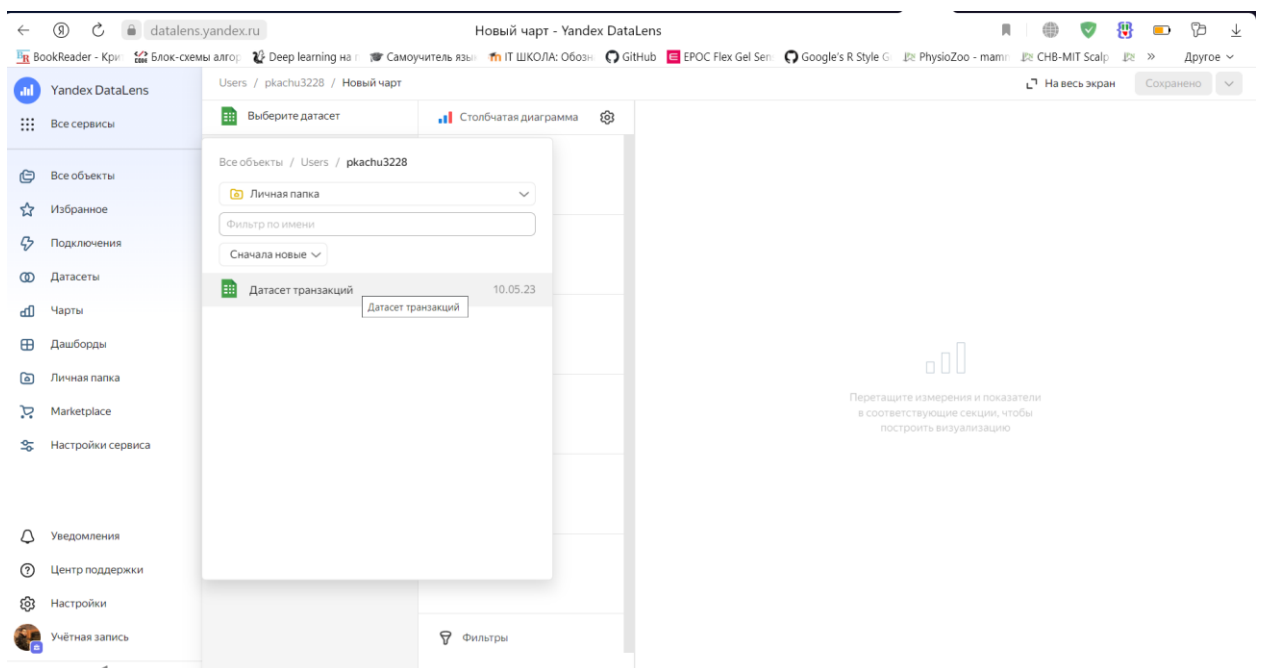 datalens.yandex.ru
Новый чарт - Yandex DataLens
BookReader - Кри
Блок-схемы алгор
Deep learning на
Самоучитель язы
IT ШКОЛА: Обозн
GitHub
EPOC Flex Gel Sen
Google's R Style G
PhysioZoo - mamm
CHB-MIT Scalp
»
Другое
Yandex DataLens
Все сервисы
Все объекты
Избранное
Подключения
Датасеты
Чарты
Дашборды
Личная папка
Marketplace
Настройки сервиса
Уведомления
Центр поддержки
Настройки
Учётная запись
Users / pkachu3228 / Новый чарт
На весь экран
Сохранено
Выберите датасет
Столбчатая диаграмма
Все объекты / Users / pkachu3228
Личная папка
Фильтр по имени
Сначала новые
Датасет транзакций 10.05.23
Датасет транзакций
Фильтры
Перетащите измерения и показатели
в соответствующие секции, чтобы
построить визуализацию